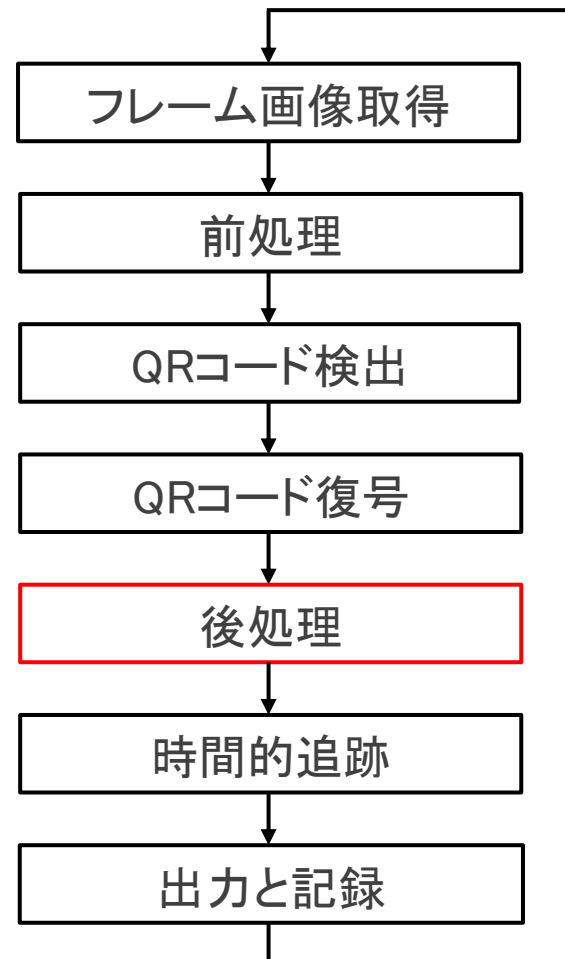 フレーム画像取得
前処理
QRコード検出
QRコード復号
後処理
時間的追跡
出力と記録